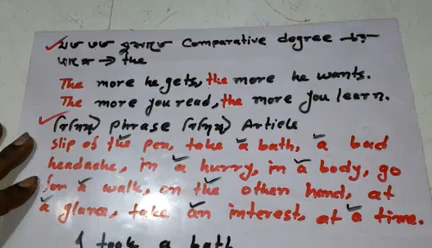 Comparative degree
→ the
The more he gets, the more he wants.
The more you read, the more you learn.
Phrase Article
slip of the pen, take a bath, a bad
headache, in a hurry, in a body, go
for a walk, on the other hand, at
a glance, take an interest, at a time.
I took a bath